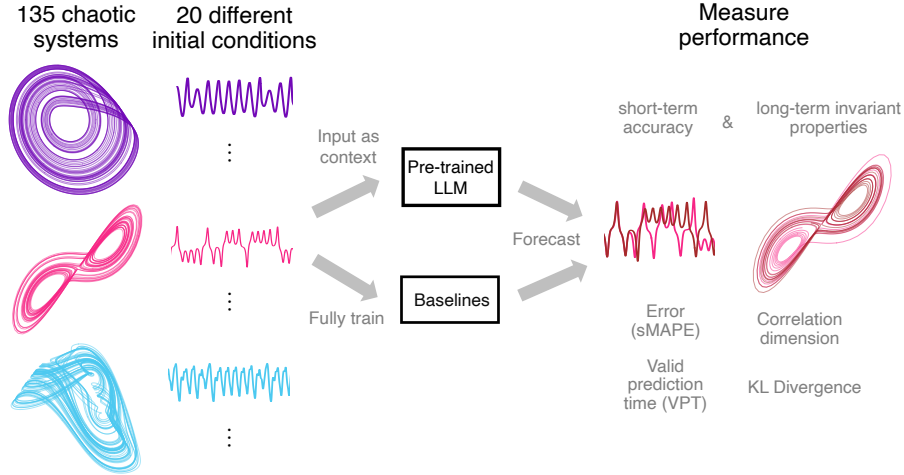 135 chaotic
systems
20 different
initial conditions
⋮
⋮
⋮
Input as
context
Fully train
Pre-trained
LLM
Baselines
Forecast
Measure
performance
short-term
accuracy
&
long-term invariant
properties
Error
(sMAPE)
Correlation
dimension
Valid
prediction
time (VPT)
KL Divergence